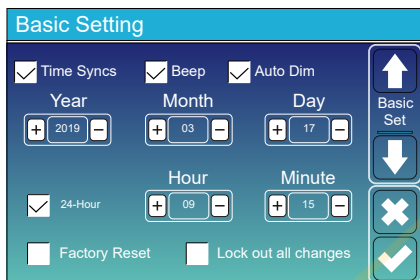 Basic Setting
Time Syncs Beep Auto Dim
Year Month Day
+ 2019 − + 03 − + 17 −
Basic
Set
Hour Minute
24-Hour + 09 − + 15 −
Factory Reset Lock out all changes